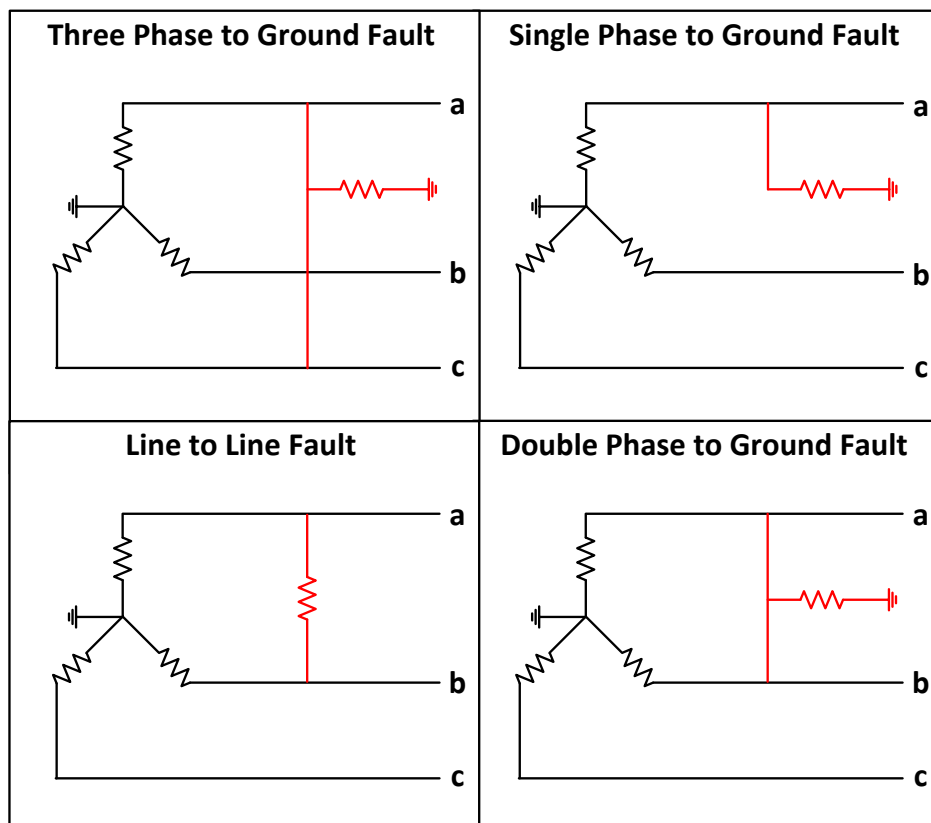 Three Phase to Ground Fault
a
b
c
Single Phase to Ground Fault
a
b
c
Line to Line Fault
a
b
c
Double Phase to Ground Fault
a
b
c